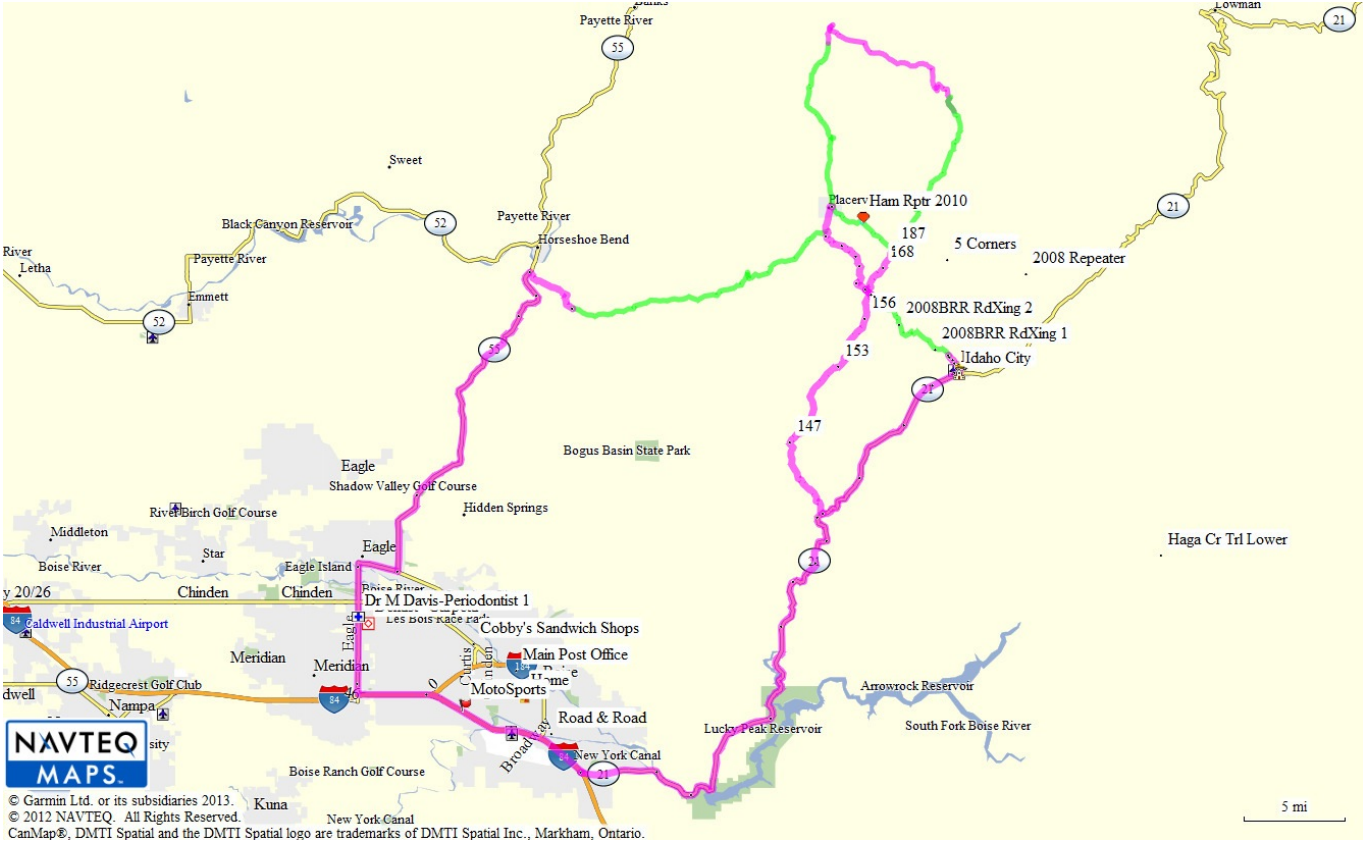 Banks
Lowman
Payette River
21
55
Sweet
Placerv
Ham Rptr 2010
21
Black Canyon Reservoir
52
Payette River
187
Horseshoe Bend
5 Corners
168
2008 Repeater
River
Payette River
Letha
Emmett
156
2008BRR RdXing 2
52
2008BRR RdXing 1
55
153
Idaho City
21
147
Bogus Basin State Park
Eagle
Shadow Valley Golf Course
River Birch Golf Course
Hidden Springs
Middleton
Haga Cr Trl Lower
Eagle
Star
21
Boise River
Eagle Island
y 20/26
Chinden
Chinden
Boise River
Dr M Davis-Periodontist 1
84
Caldwell Industrial Airport
Les Bois Race Park
Cobby's Sandwich Shops
Eagle
Meridian
Curtis
Main Post Office
Meridian
184
55
Ridgecrest Golf Club
dwell
84
Home
MotoSports
Arrowrock Reservoir
Nampa
Road & Road
Lucky Peak Reservoir
South Fork Boise River
NAVTEQ
MAPS
sity
Broadway
84
New York Canal
Boise Ranch Golf Course
21
© Garmin Ltd. or its subsidiaries 2013.
Kuna
5 mi
© 2012 NAVTEQ. All Rights Reserved.
New York Canal
CanMap®, DMTI Spatial and the DMTI Spatial logo are trademarks of DMTI Spatial Inc., Markham, Ontario.